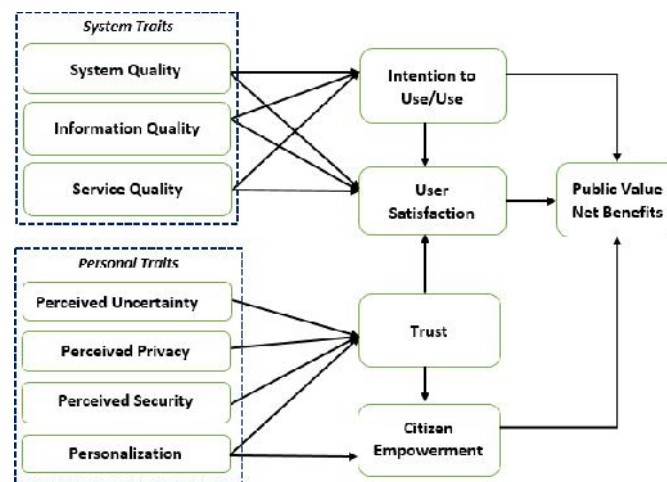 System Traits
System Quality
Information Quality
Service Quality
Intention to
Use/Use
User
Satisfaction
Public Value
Net Benefits
Personal Traits
Perceived Uncertainty
Perceived Privacy
Perceived Security
Personalization
Trust
Citizen
Empowerment